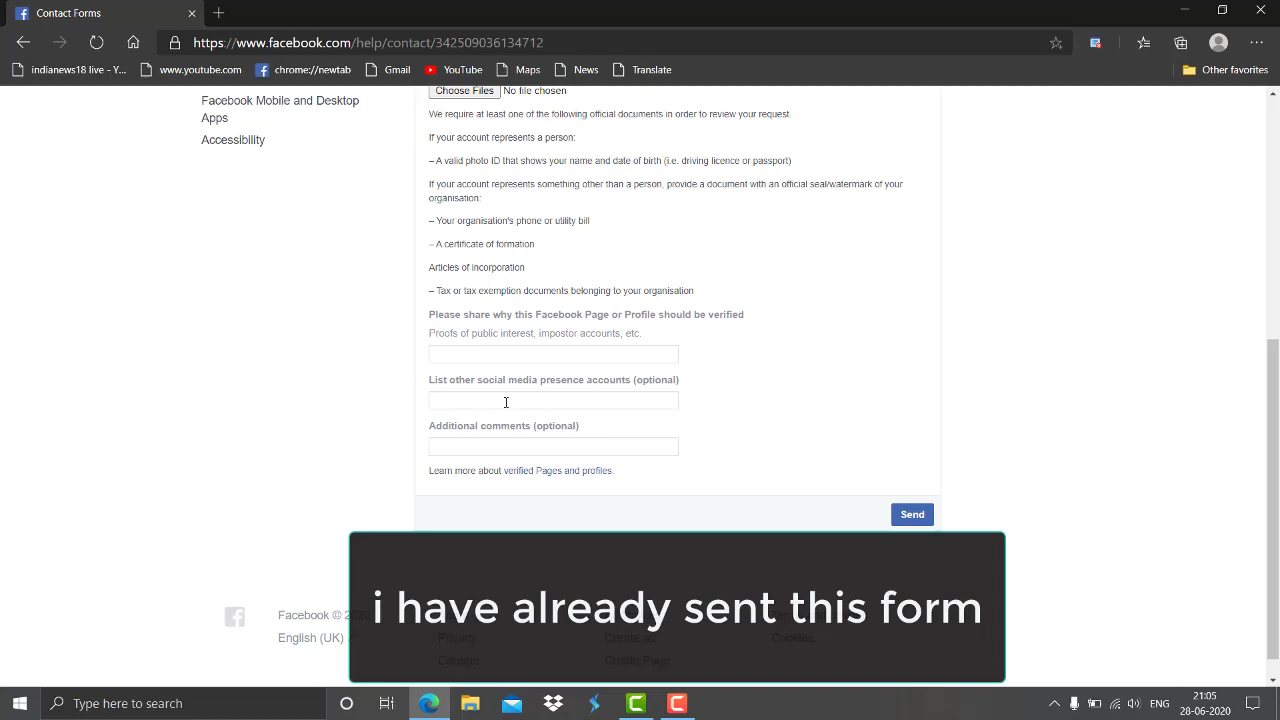 Contact Forms
https://www.facebook.com/help/contact/342509036134712
indianews18 live - Y...
www.youtube.com
chrome://newtab
Gmail
YouTube
Maps
News
Translate
Other favorites
Facebook Mobile and Desktop
Apps
Accessibility
Choose Files No file chosen
We require at least one of the following official documents in order to review your request.
If your account represents a person:
– A valid photo ID that shows your name and date of birth (i.e. driving licence or passport)
If your account represents something other than a person, provide a document with an official seal/watermark of your
organisation:
– Your organisation's phone or utility bill
– A certificate of formation
Articles of incorporation
– Tax or tax exemption documents belonging to your organisation
Please share why this Facebook Page or Profile should be verified
Proofs of public interest, impostor accounts, etc.
List other social media presence accounts (optional)
Additional comments (optional)
Learn more about verified Pages and profiles.
Send
i have already sent this form
Facebook ©
English (UK)
Privacy
Create ad
Cookies
Careers
Create Page
Type here to search
ENG
21:05
28-06-2020